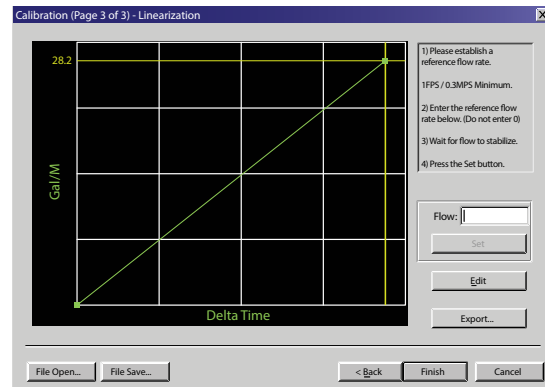 Calibration (Page 3 of 3) - Linearization
X
28.2
Gal/M
Delta Time
1) Please establish a
reference flow rate.
1FPS / 0.3MPS Minimum.
2) Enter the reference flow
rate below. (Do not enter 0)
3) Wait for flow to stabilize.
4) Press the Set button.
Flow:
Set
Edit
Export...
File Open...
File Save...
< Back
Finish
Cancel